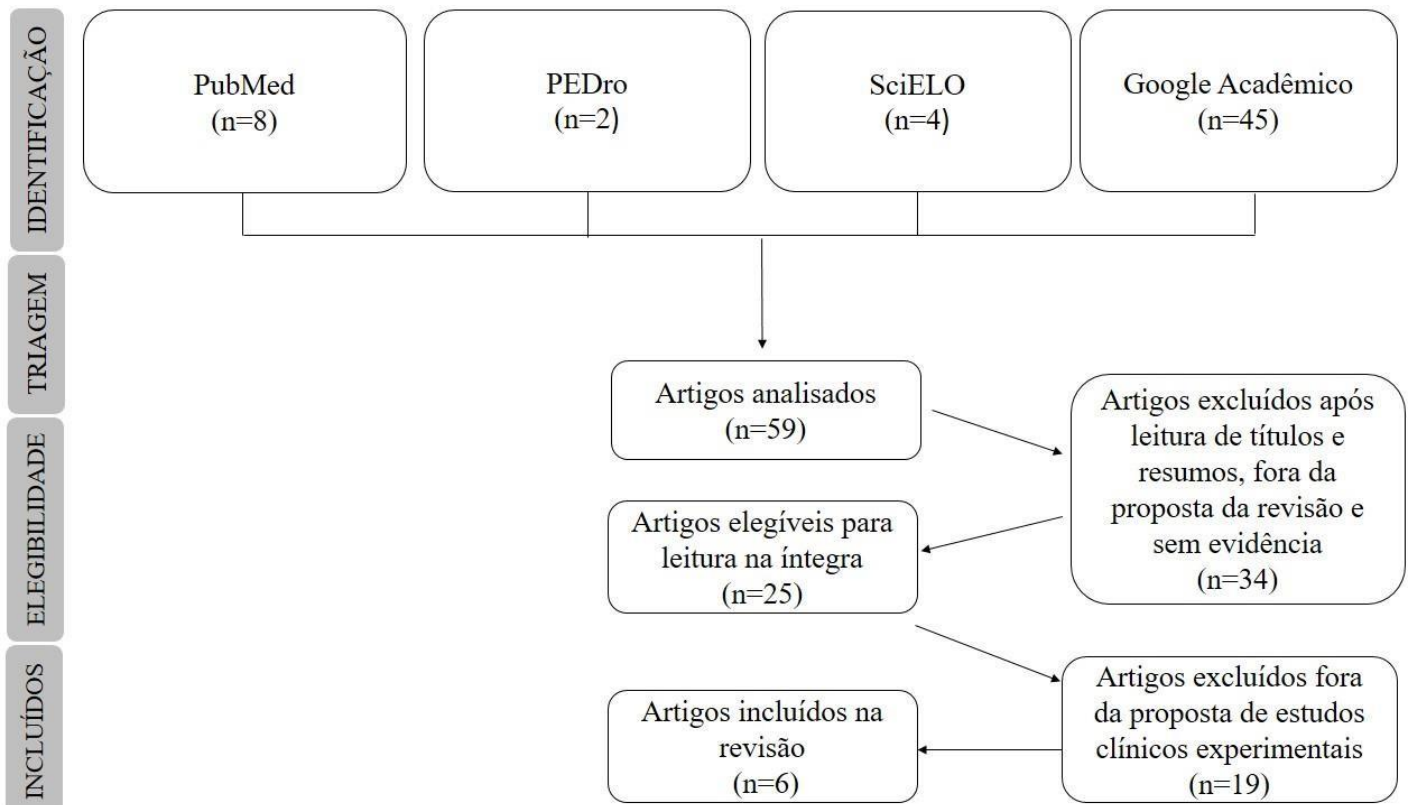 IDENTIFICAÇÃO
PubMed
(n=8)
PEDro
(n=2)
SciELO
(n=4)
Google Acadêmico
(n=45)
TRIAGEM
Artigos analisados
(n=59)
Artigos excluídos após
leitura de títulos e
resumos, fora da
proposta da revisão e
sem evidência
(n=34)
ELEGIBILIDADE
Artigos elegíveis para
leitura na íntegra
(n=25)
INCLUÍDOS
Artigos excluídos fora
da proposta de estudos
clínicos experimentais
(n=19)
Artigos incluídos na
revisão
(n=6)